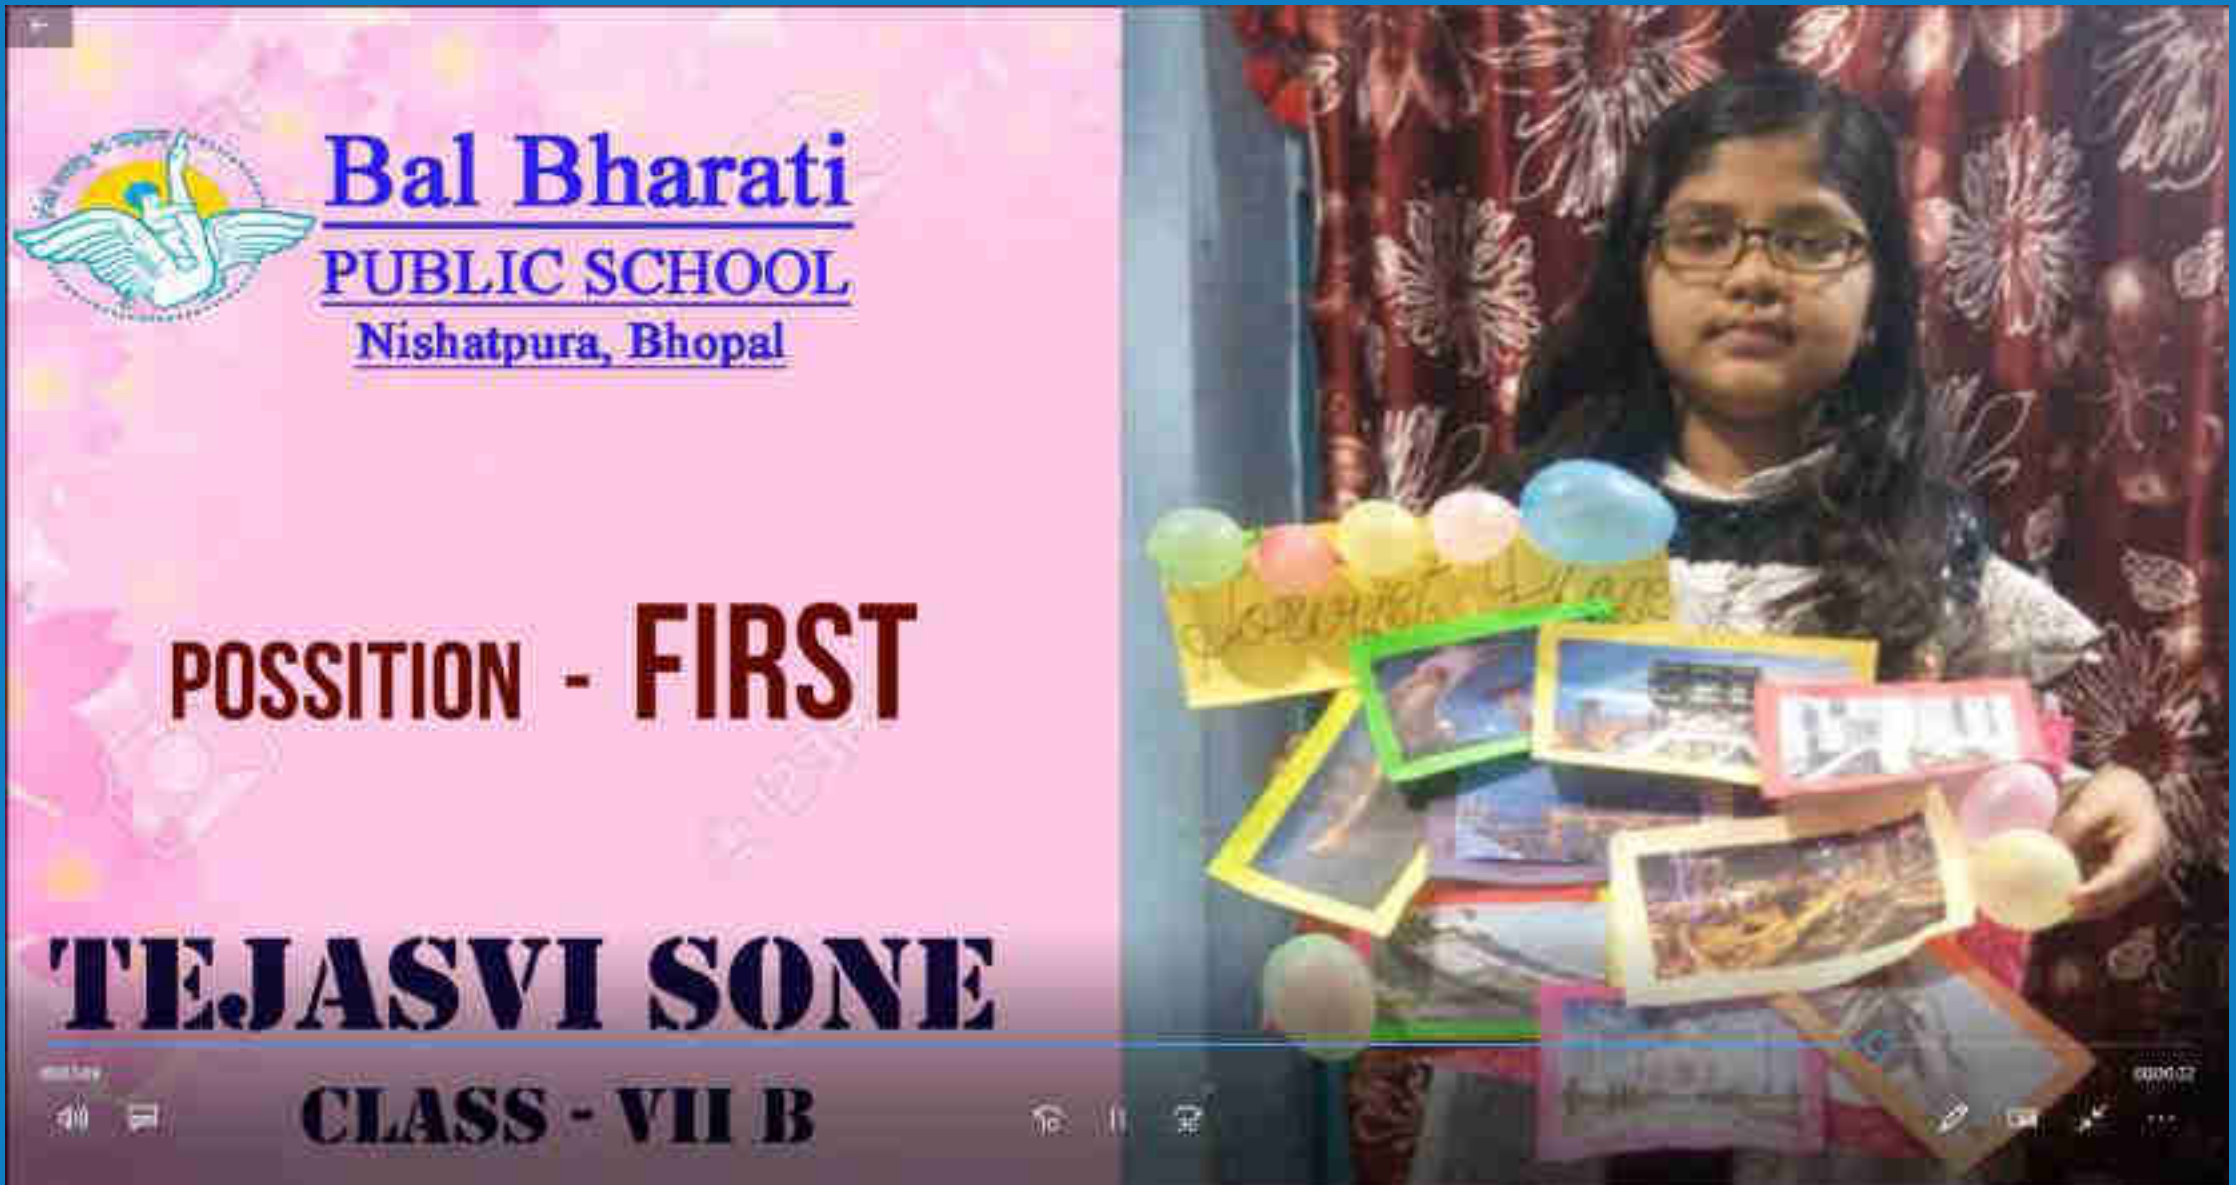 Bal Bharati
PUBLIC SCHOOL
Nishatpura, Bhopal
POSSITION - FIRST
TEJASVI SONE
CLASS - VII B